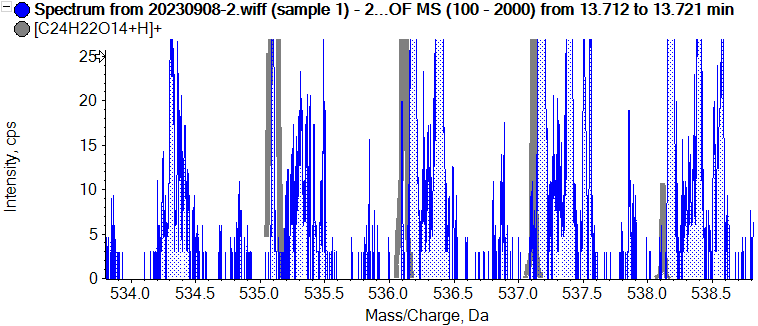 Spectrum from 20230908-2.wiff (sample 1) - 2...OF MS (100 - 2000) from 13.712 to 13.721 min
[C24H22O14+H]+
25
20
15
10
5
0
Intensity, cps
534.0 534.5 535.0 535.5 536.0 536.5 537.0 537.5 538.0 538.5
Mass/Charge, Da